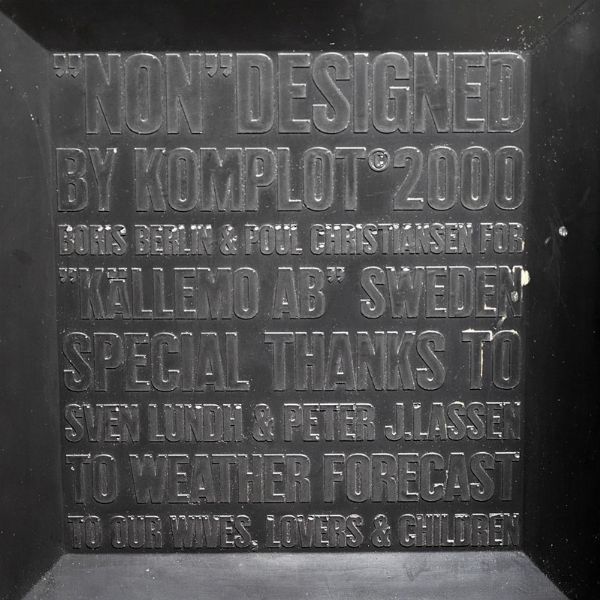 ”NON” DESIGNED
BY KOMPLOT © 2000
BORIS BERLIN & POUL CHRISTIANSEN FOR
”KÄLLEMO AB” SWEDEN
SPECIAL THANKS TO
SVEN LUNDH & PETER J.LASSEN
TO WEATHER FORECAST
TO OUR WIVES, LOVERS & CHILDREN